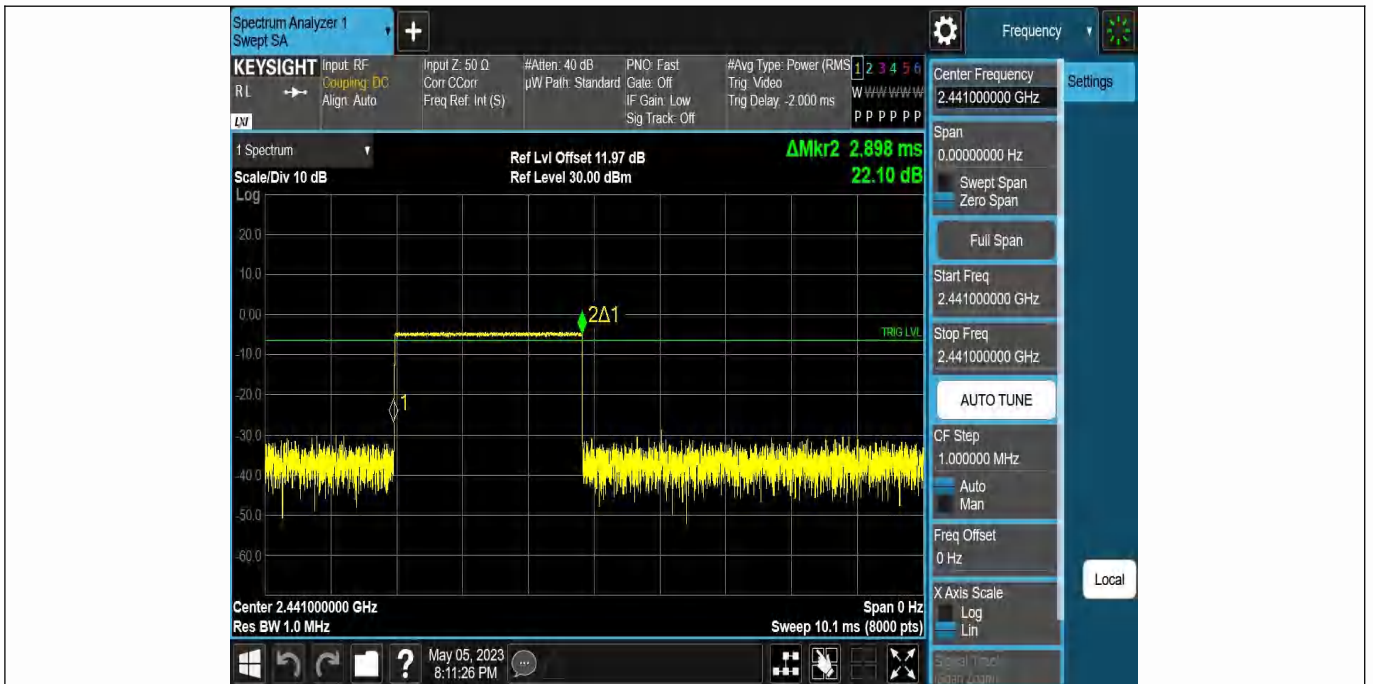 Spectrum Analyzer 1
Swept SA
+
Frequency
KEYSIGHT
RL
LXI
Input: RF
Coupling: DC
Align: Auto
Input Z: 50 Ω
Corr CCorr
Freq Ref: Int (S)
#Atten: 40 dB
µW Path: Standard
PNO: Fast
Gate: Off
IF Gain: Low
Sig Track: Off
#Avg Type: Power (RMS
Trig: Video
Trig Delay: -2.000 ms
1 2 3 4 5 6
W W W W W W
P P P P P P
1 Spectrum
Scale/Div 10 dB
Log
Ref Lvl Offset 11.97 dB
Ref Level 30.00 dBm
ΔMkr2 2.898 ms
22.10 dB
20.0
10.0
0.00
-10.0
-20.0
-30.0
-40.0
-50.0
-60.0
2Δ1
TRIG LVL
1
Center 2.441000000 GHz
Res BW 1.0 MHz
Span 0 Hz
Sweep 10.1 ms (8000 pts)
Center Frequency
2.441000000 GHz
Settings
Span
0.00000000 Hz
Swept Span
Zero Span
Full Span
Start Freq
2.441000000 GHz
Stop Freq
2.441000000 GHz
AUTO TUNE
CF Step
1.000000 MHz
Auto
Man
Freq Offset
0 Hz
X Axis Scale
Log
Lin
Signal Track
(Span Zoom)
Local
?
May 05, 2023
8:11:26 PM